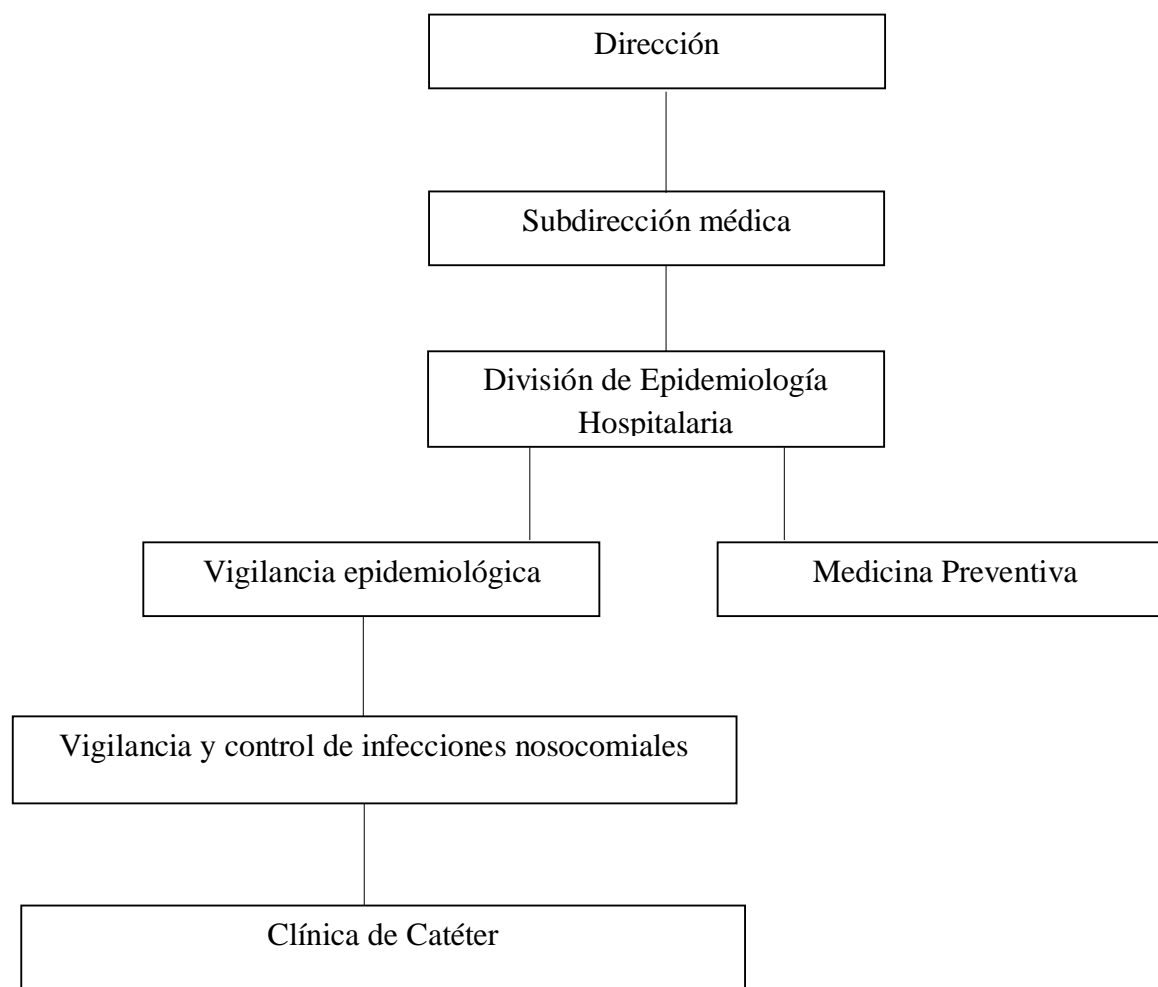 Dirección
Subdirección médica
División de Epidemiología
Hospitalaria
Vigilancia epidemiológica
Medicina Preventiva
Vigilancia y control de infecciones nosocomiales
Clínica de Catéter